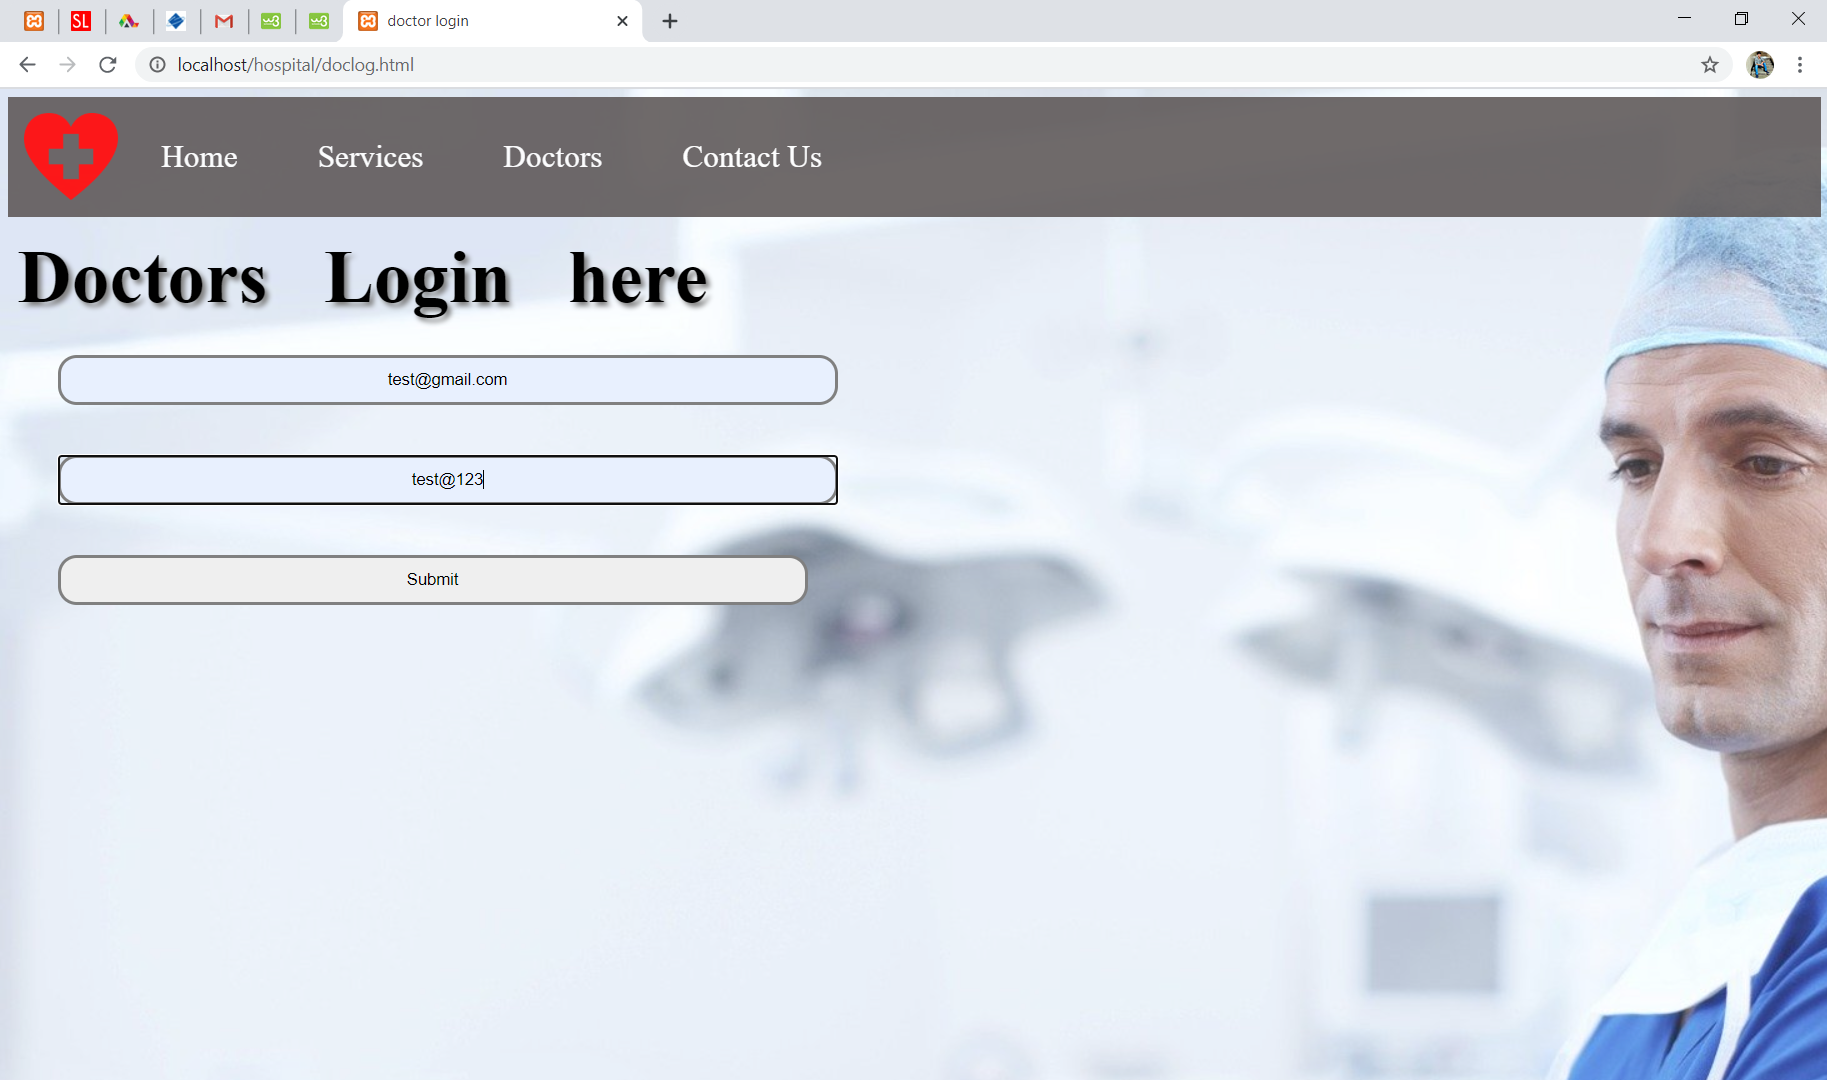 SL
doctor login
localhost/hospital/doclog.html
Home Services Doctors Contact Us
Doctors Login here
test@gmail.com
test@123
Submit